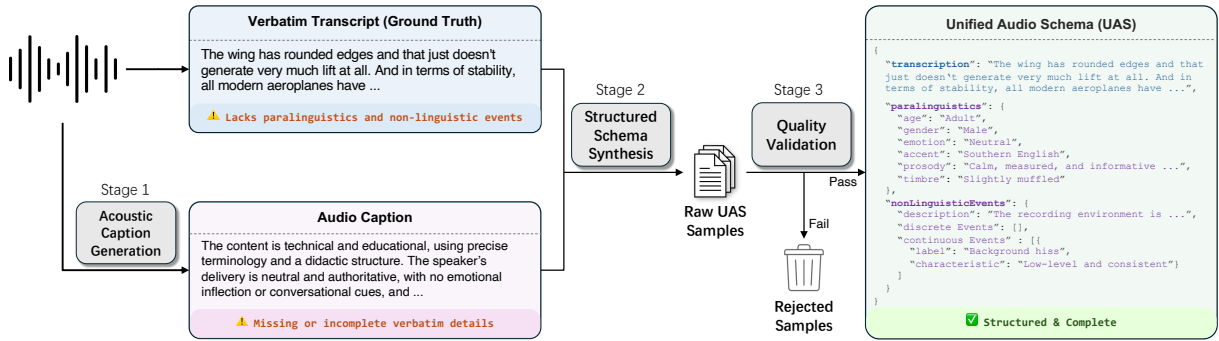 Verbatim Transcript (Ground Truth)
The wing has rounded edges and that just doesn't
generate very much lift at all. And in terms of stability,
all modern aeroplanes have ...
Lacks paralinguistics and non-linguistic events
Stage 1
Acoustic
Caption
Generation
Audio Caption
The content is technical and educational, using precise
terminology and a didactic structure. The speaker's
delivery is neutral and authoritative, with no emotional
inflection or conversational cues, and ...
Missing or incomplete verbatim details
Stage 2
Structured
Schema
Synthesis
Raw UAS
Samples
Stage 3
Quality
Validation
Pass
Fail
Rejected
Samples
Unified Audio Schema (UAS)
{
“transcription”: “The wing has rounded edges and that
just doesn't generate very much lift at all. And in
terms of stability, all modern aeroplanes have ...”,
“paralinguistics”: {
“age”: “Adult”,
“gender”: “Male”,
“emotion”: “Neutral”,
“accent”: “Southern English”,
“prosody”: “Calm, measured, and informative ...”,
“timbre”: “Slightly muffled”
},
“nonLinguisticEvents”: {
“description”: “The recording environment is ...”,
“discrete Events”: [],
“continuous Events” : [{
“label”: “Background hiss”,
“characteristic”: “Low-level and consistent”}
]
}
}
Structured & Complete